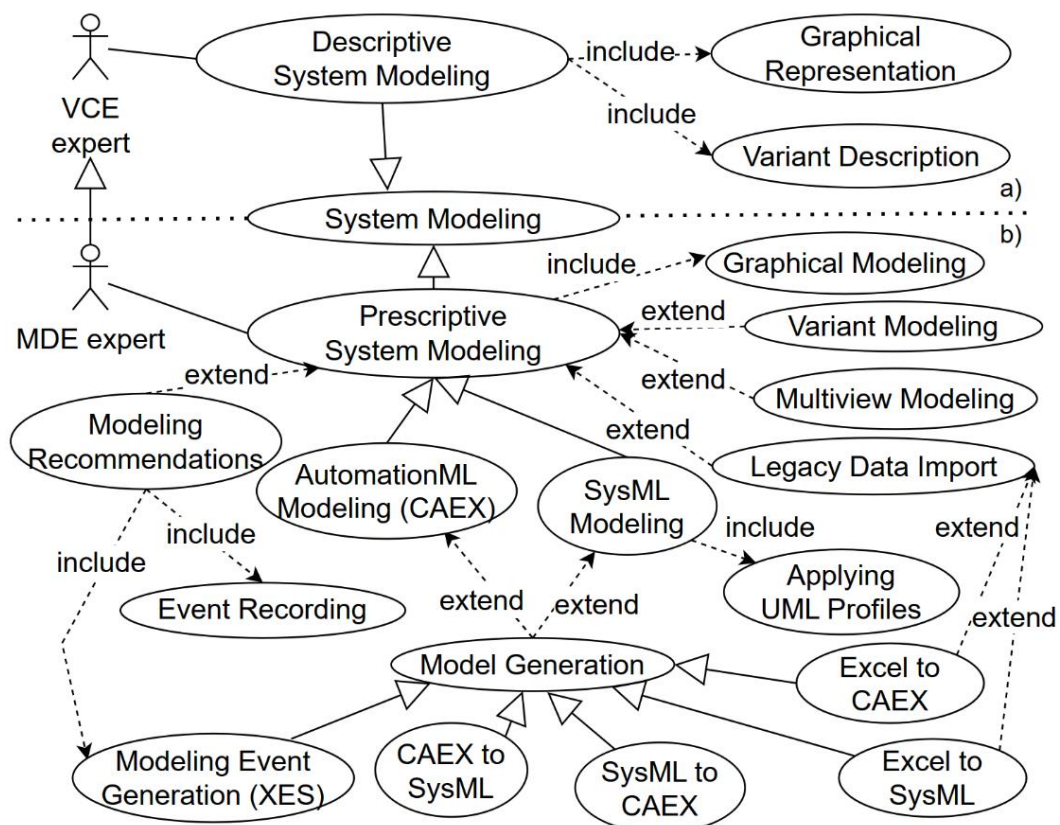 Descriptive
System Modeling
include
Graphical
Representation
VCE
expert
include
Variant Description
a)
System Modeling
b)
include
Graphical Modeling
MDE expert
Prescriptive
System Modeling
extend
Variant Modeling
extend
extend
Multiview Modeling
Modeling
Recommendations
extend
Legacy Data Import
AutomationML
Modeling (CAEX)
SysML
Modeling
include
extend
include
include
Applying
UML Profiles
Event Recording
extend
extend
extend
Model Generation
Excel to
CAEX
Modeling Event
Generation (XES)
CAEX to
SysML
SysML to
CAEX
Excel to
SysML